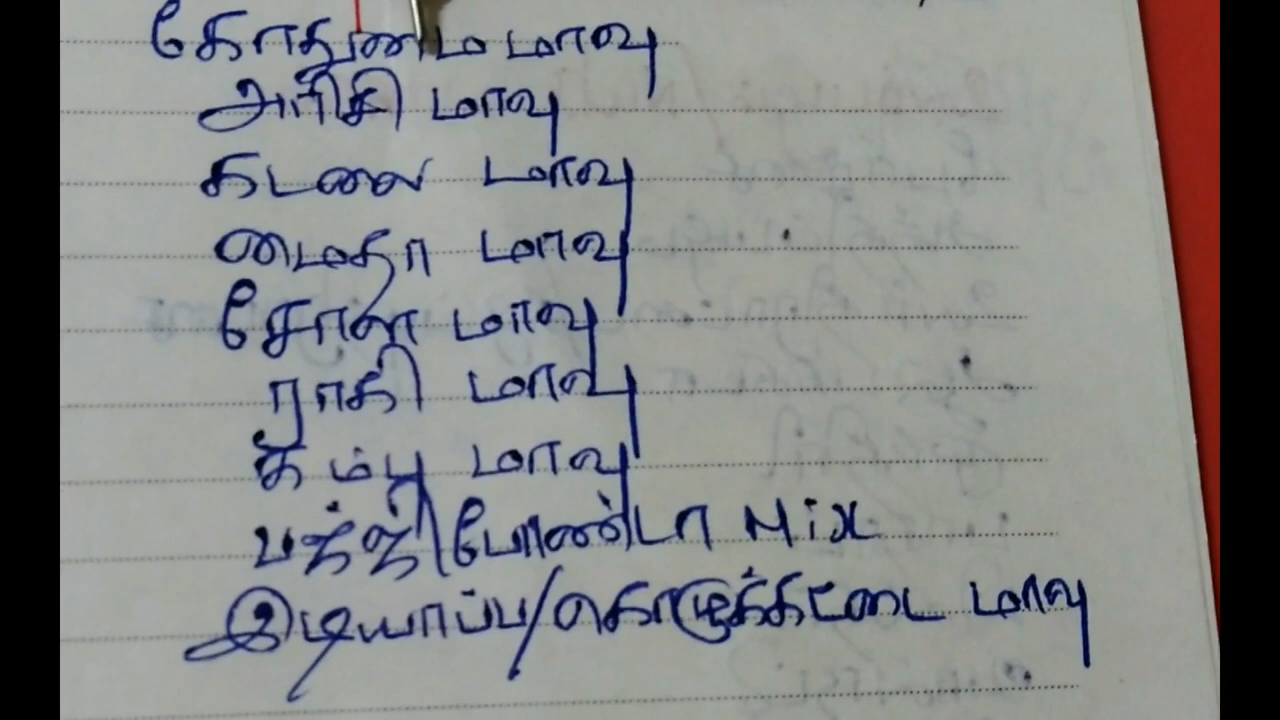 கோதுமை மாவு
அரிசி மாவு
கடலை மாவு
மைதா மாவு
சோள மாவு
ராகி மாவு
கம்பு மாவு
பஜ்ஜி போண்டா Mix
இடியாப்ப/கொழுக்கட்டை மாவு